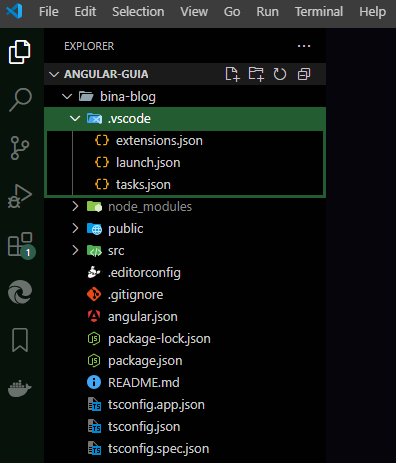 File Edit Selection View Go Run Terminal Help
EXPLORER
ANGULAR-GUIA
bina-blog
.vscode
extensions.json
launch.json
tasks.json
node_modules
public
src
.editorconfig
.gitignore
angular.json
package-lock.json
package.json
README.md
tsconfig.app.json
tsconfig.json
tsconfig.spec.json
1